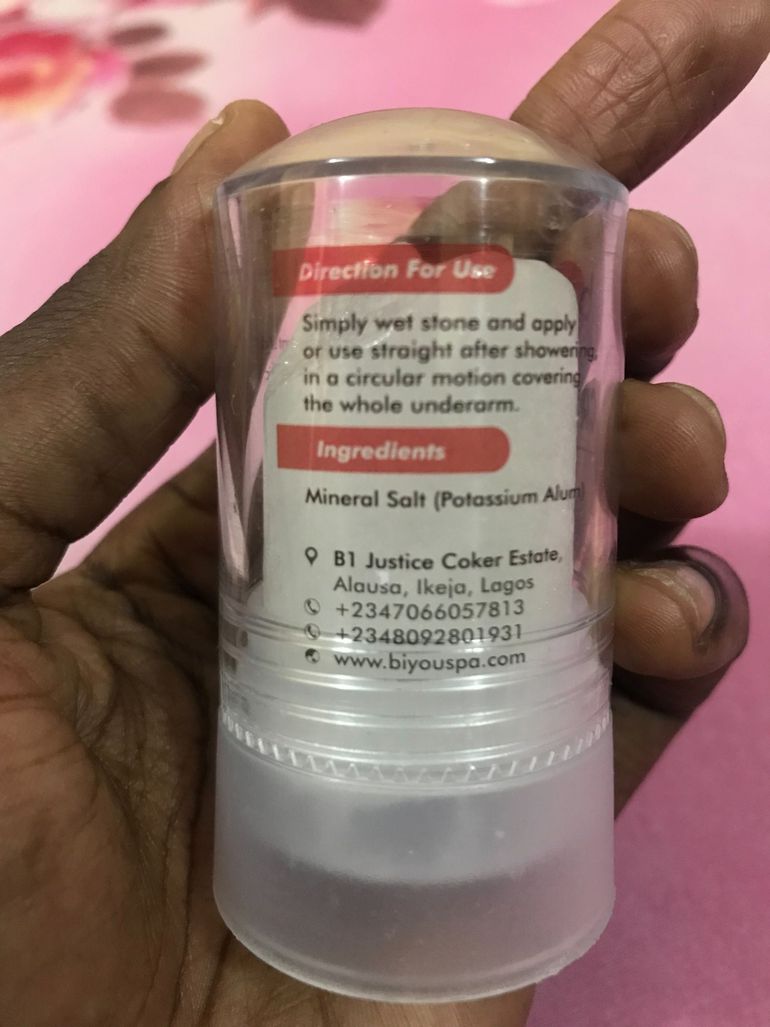 Direction For Use
Simply wet stone and apply
or use straight after showering,
in a circular motion covering
the whole underarm.
Ingredients
Mineral Salt (Potassium Alum)
B1 Justice Coker Estate,
Alausa, Ikeja, Lagos
+2347066057813
+2348092801931
www.biyouspa.com